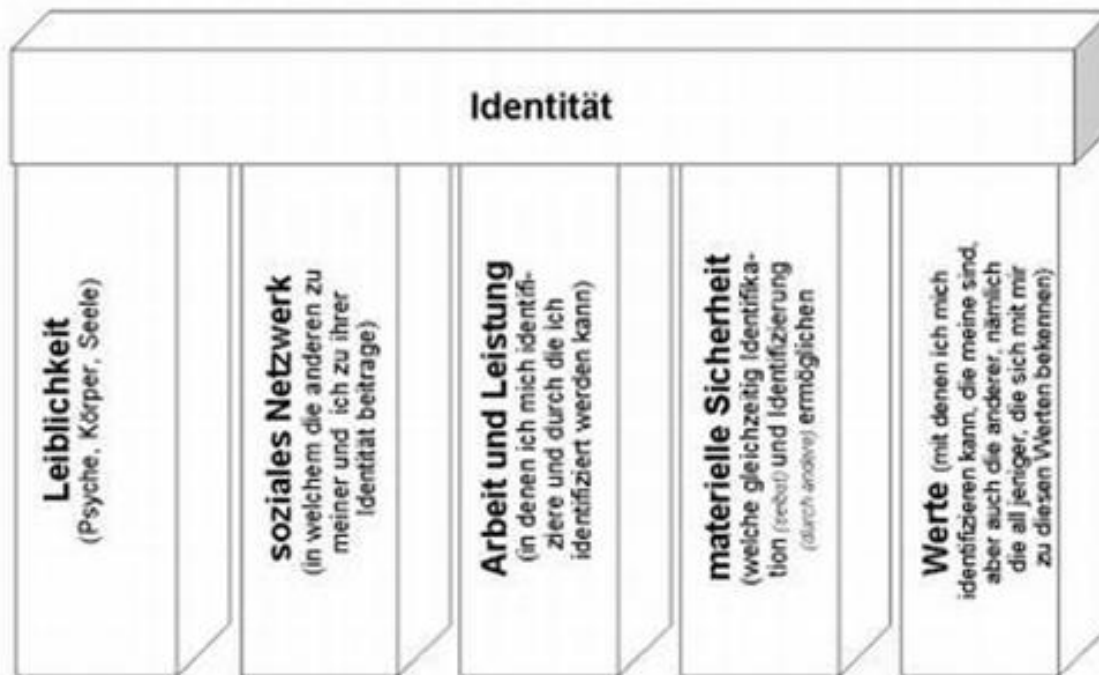 Identität
Leiblichkeit
(Psyche, Körper, Seele)
soziales Netzwerk
(in welchem die anderen zu
meiner und ich zu ihrer
Identität beitrage)
Arbeit und Leistung
(in denen ich mich identifi-
ziere und durch die ich
identifiziert werden kann)
materielle Sicherheit
(welche gleichzeitig Identifika-
tion (selbst) und Identifizierung
(durch andere) ermöglichen
Werte (mit denen ich mich
identifizieren kann, die meine sind,
aber auch die anderer, nämlich
die all jeniger, die sich mit mir
zu diesen Werten bekennen)